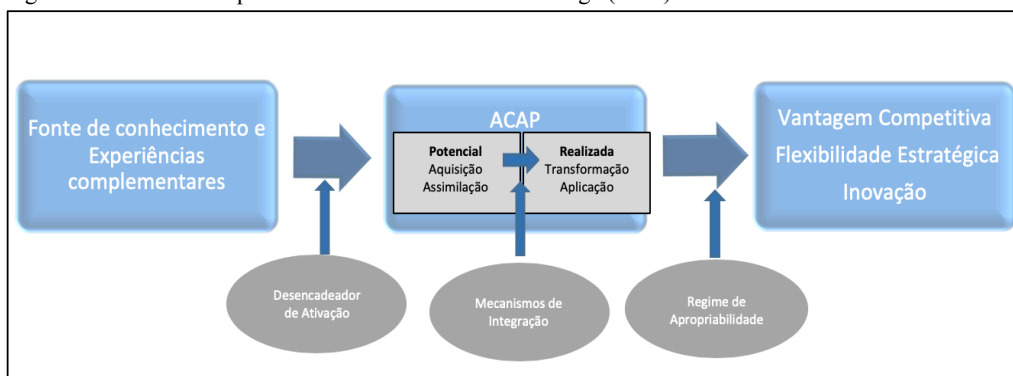 Fonte de conhecimento e
Experiências
complementares
ACAP
Potencial
Aquisição
Assimilação
Realizada
Transformação
Aplicação
Vantagem Competitiva
Flexibilidade Estratégica
Inovação
Desencadeador
de Ativação
Mecanismos de
Integração
Regime de
Apropriabilidade